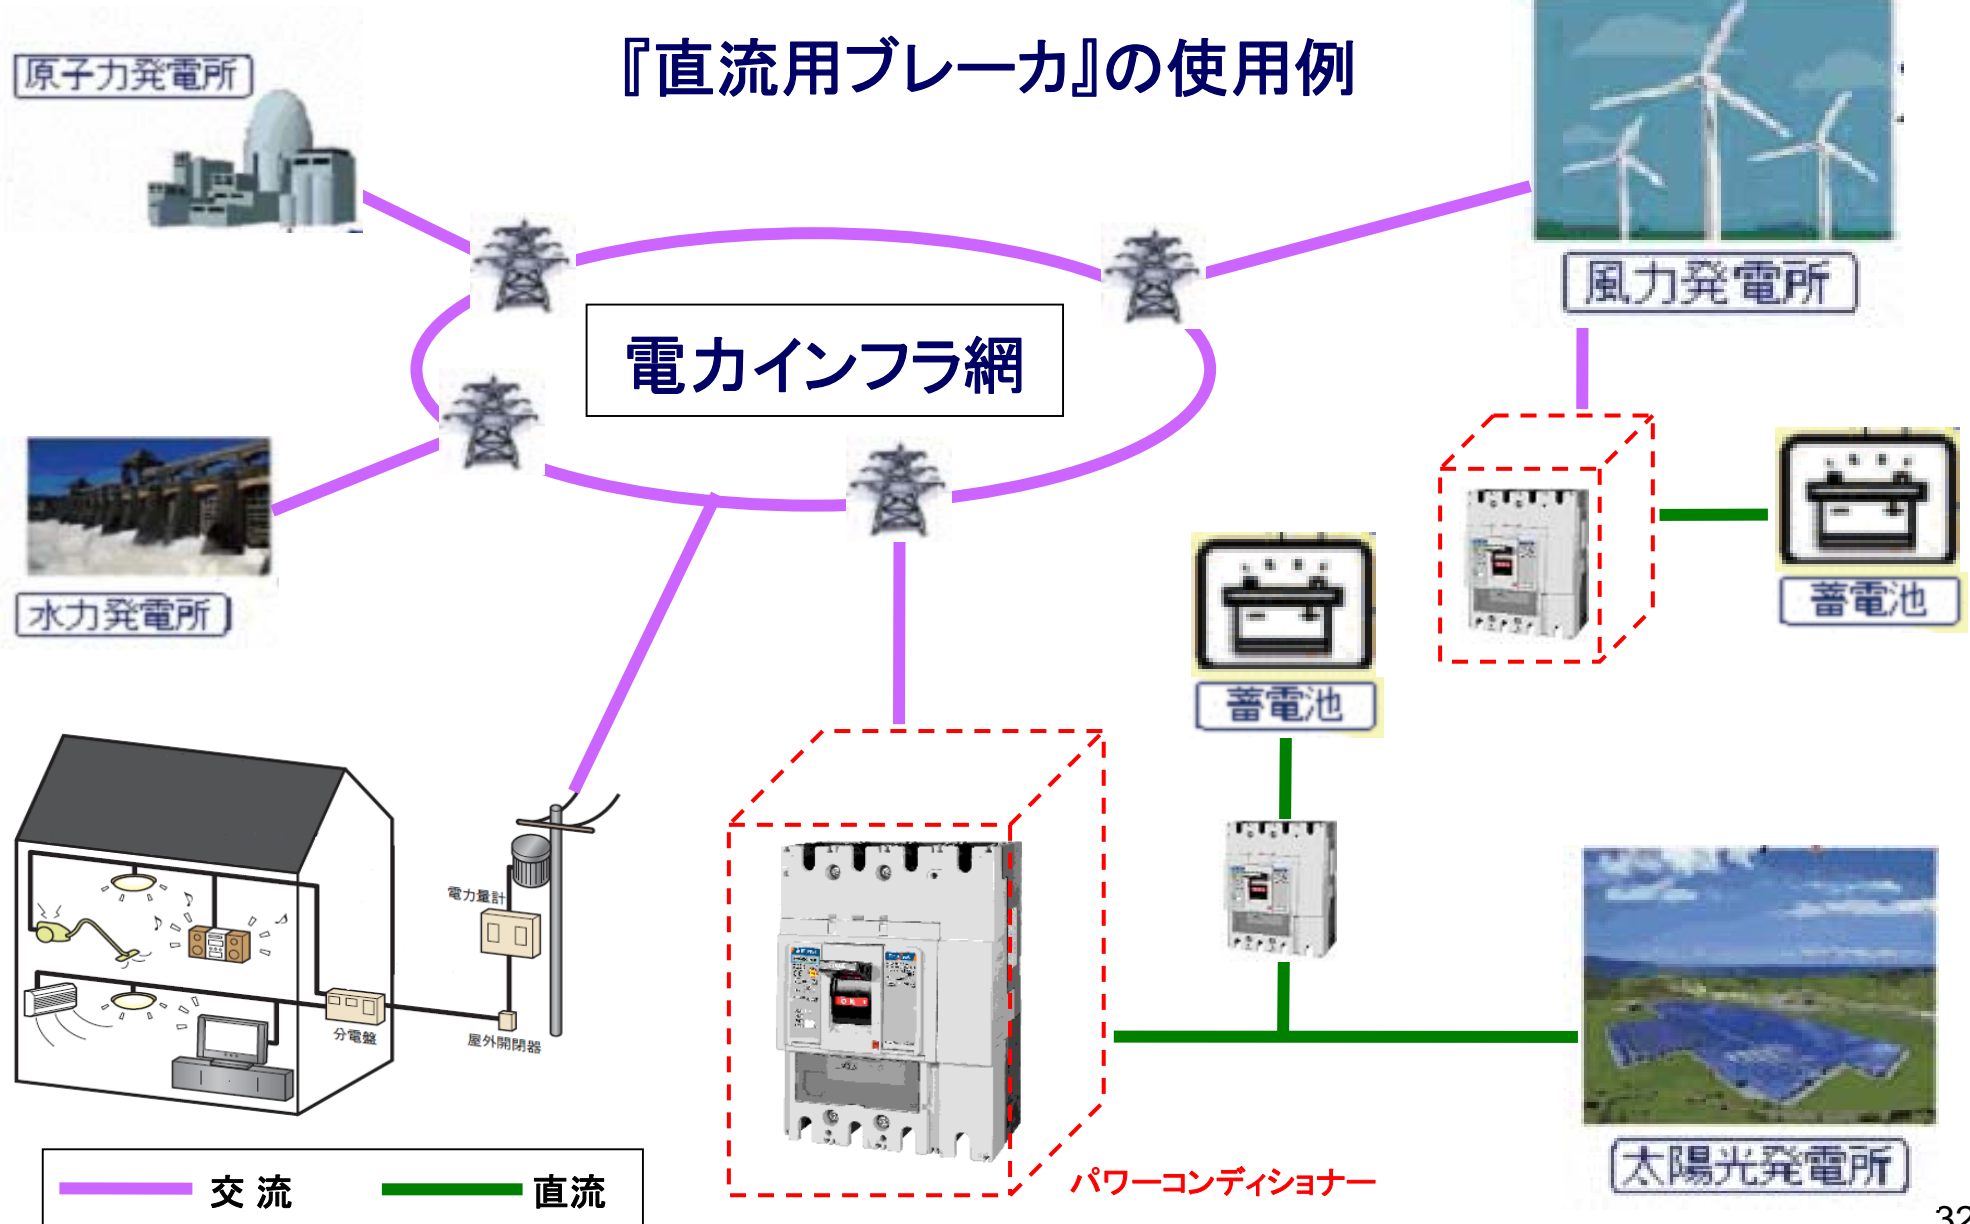 『直流用ブレーカ』の使用例
原子力発電所
風力発電所
電力インフラ網
水力発電所
蓄電池
蓄電池
電力量計
分電盤
屋外開閉器
太陽光発電所
パワーコンディショナー
交 流
直流
32